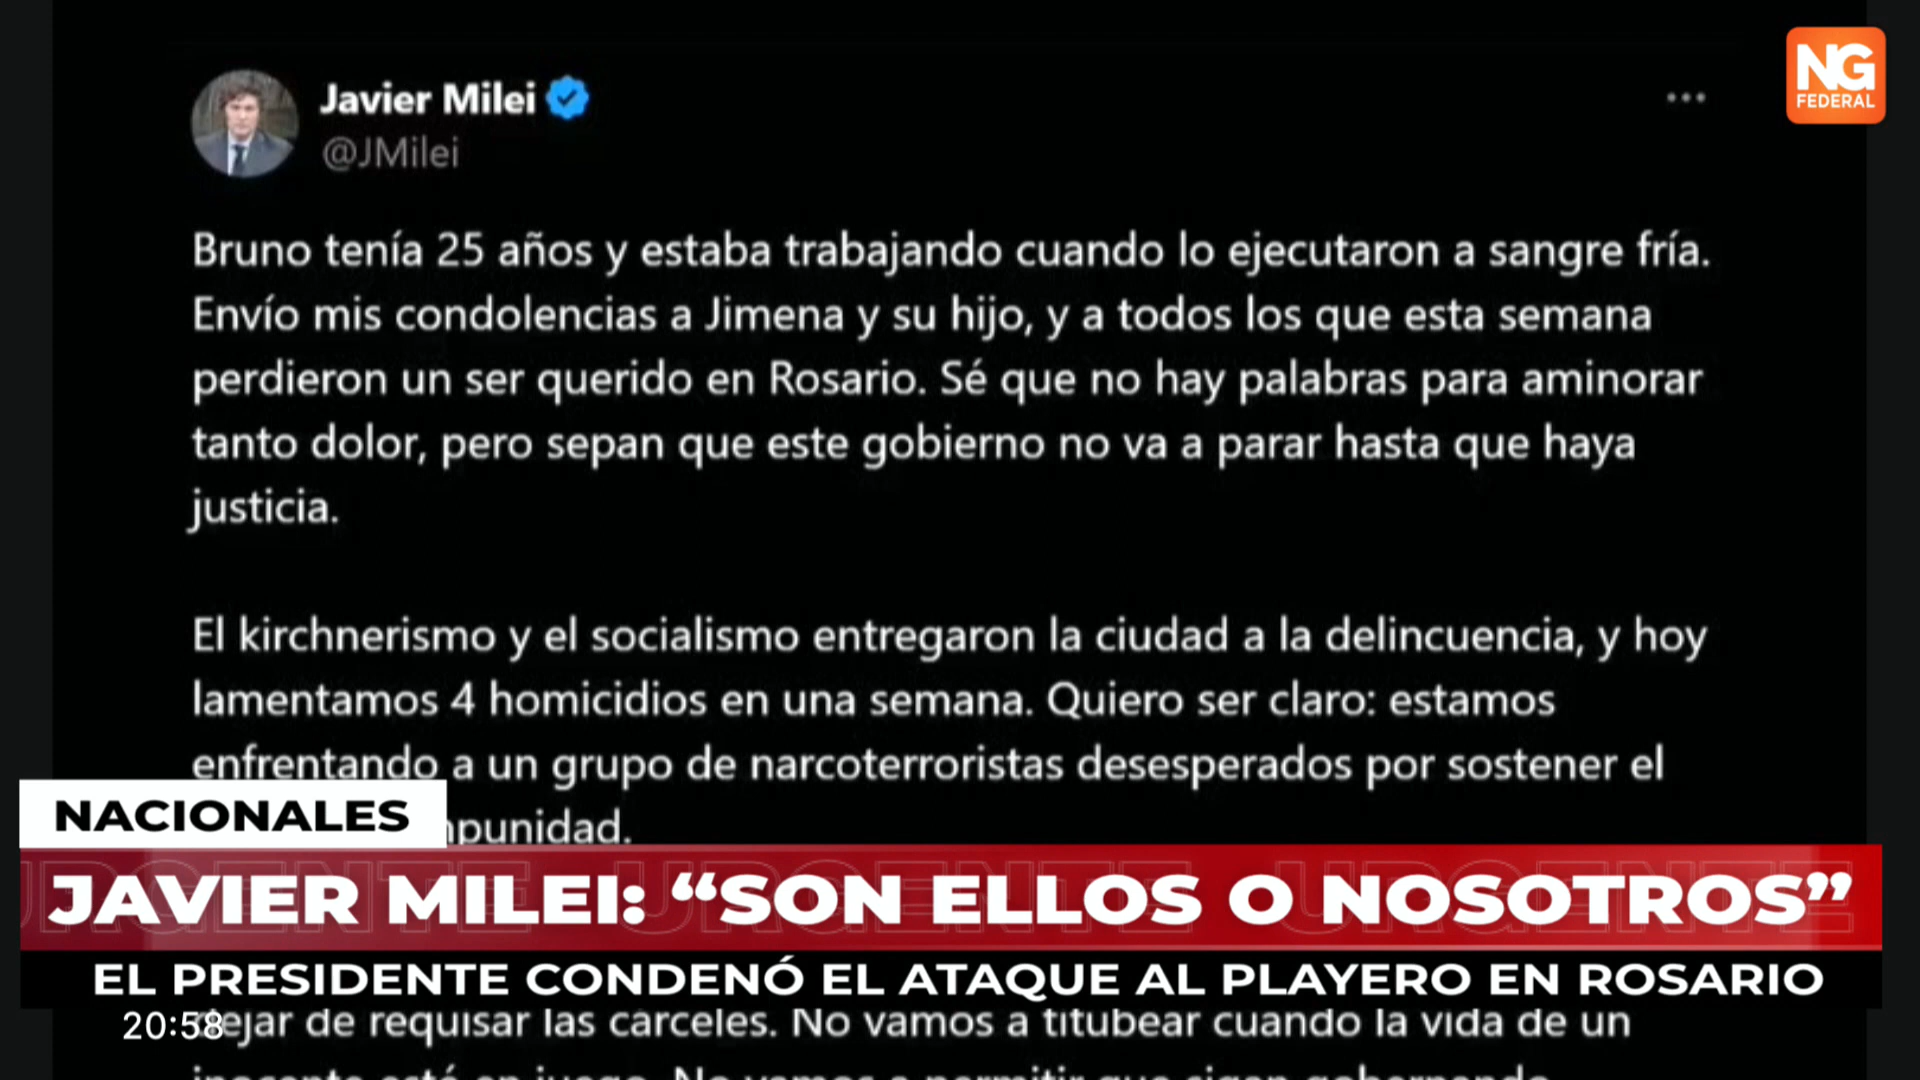 NG
FEDERAL
Javier Milei
@JMilei
Bruno tenía 25 años y estaba trabajando cuando lo ejecutaron a sangre fría.
Envío mis condolencias a Jimena y su hijo, y a todos los que esta semana
perdieron un ser querido en Rosario. Sé que no hay palabras para aminorar
tanto dolor, pero sepan que este gobierno no va a parar hasta que haya
justicia.
El kirchnerismo y el socialismo entregaron la ciudad a la delincuencia, y hoy
lamentamos 4 homicidios en una semana. Quiero ser claro: estamos
enfrentando a un grupo de narcoterroristas desesperados por sostener el
NACIONALES
URGENTE URGENTE URGENTE
JAVIER MILEI: “SON ELLOS O NOSOTROS”
EL PRESIDENTE CONDENÓ EL ATAQUE AL PLAYERO EN ROSARIO
20:58
de requisar las cárceles. No vamos a titubear cuando la vida de un